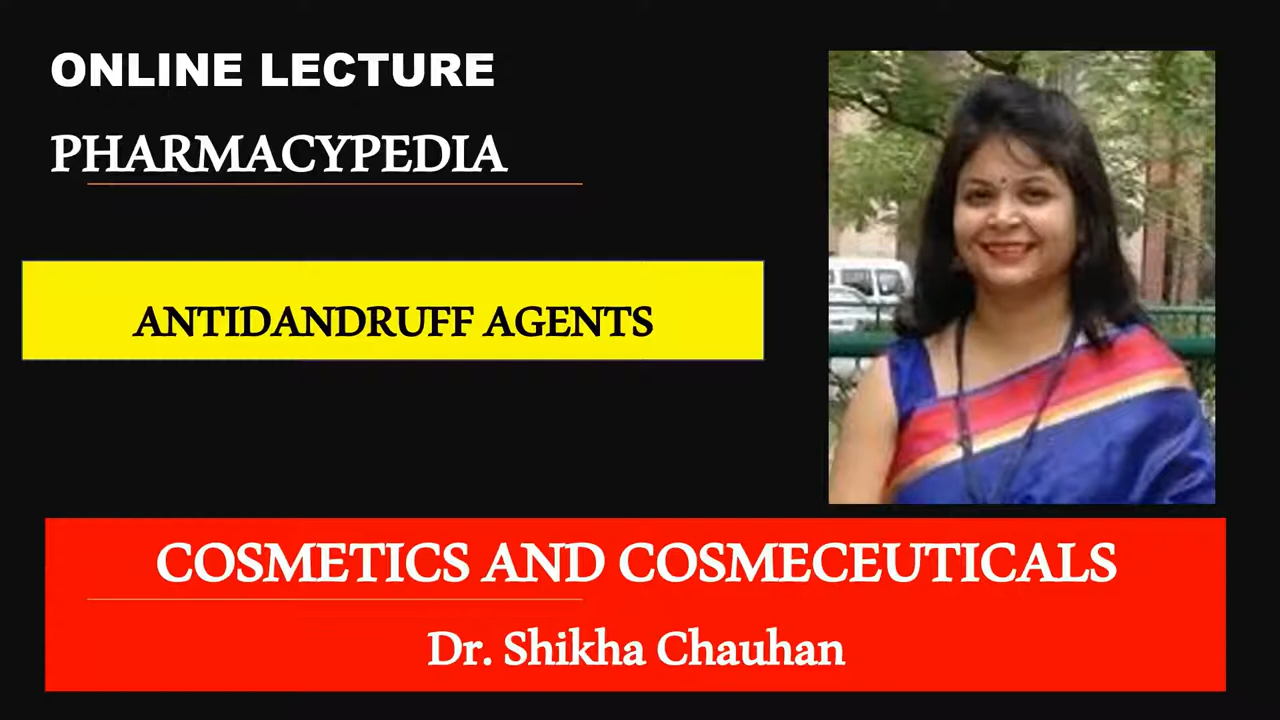 ONLINE LECTURE
PHARMACYPEDIA
ANTIDANDRUFF AGENTS
COSMETICS AND COSMECEUTICALS
Dr. Shikha Chauhan